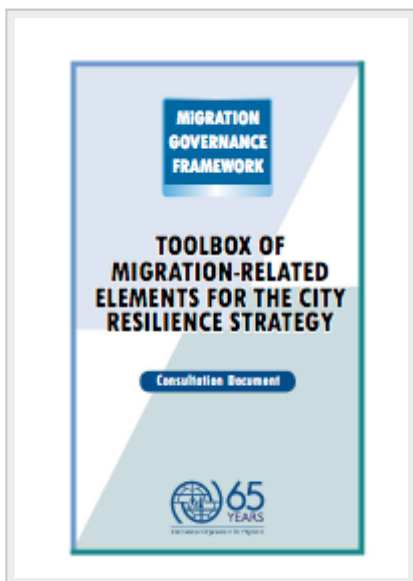 MiGRATION
GOVERNANCE
FRAMEWORK
TOOLBOX OF
MIGRATION-RELATED
ELEMENTS FOR THE CITY
RESILIENCE STRATEGY
Consultation Document
65
YEARS